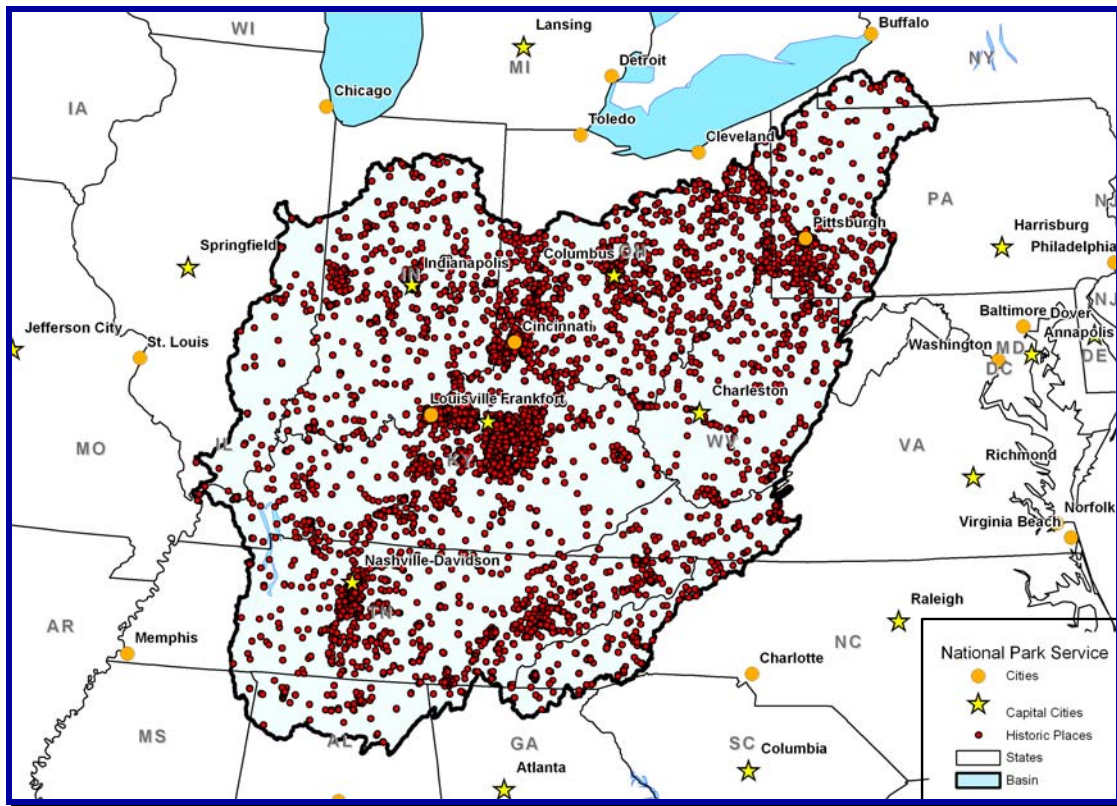 Lansing
Buffalo
WI
MI
NY
Detroit
IA
Chicago
Toledo
Cleveland
PA
NJ
Pittsburgh
Harrisburg
Philadelphia
Springfield
Columbus
OH
Indianapolis
IN
NJ
Baltimore
Dover
Jefferson City
St. Louis
Cincinnati
Washington
MD
Annapolis
DC
DE
Louisville
Frankfort
Charleston
MO
IL
KY
WV
VA
Richmond
Virginia Beach
Norfolk
Nashville-Davidson
TN
AR
Memphis
Raleigh
NC
Charlotte
MS
AL
GA
SC
Atlanta
Columbia
National Park Service
Cities
Capital Cities
Historic Places
States
Basin